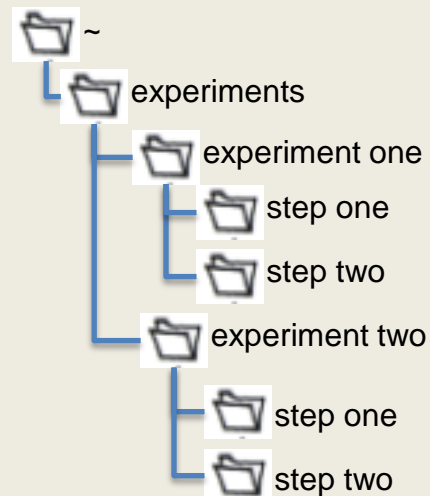 ~
experiments
experiment one
step one
step two
experiment two
step one
step two